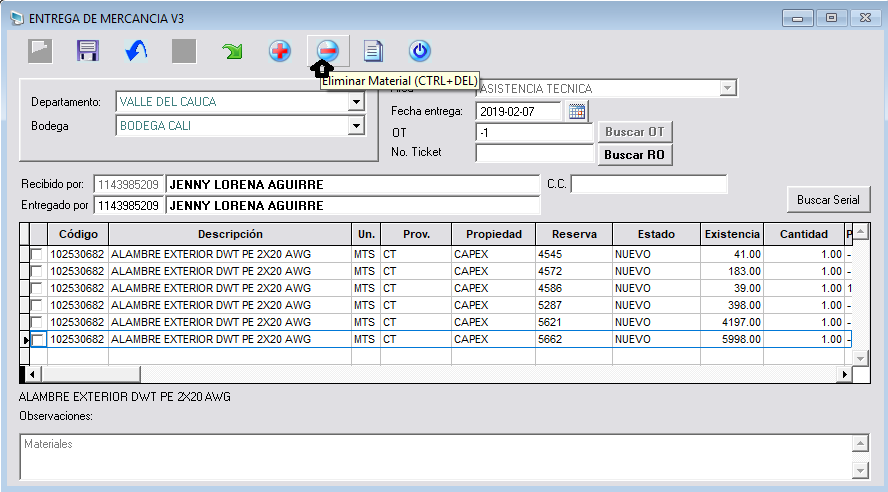 ENTREGA DE MERCANCIA V3
Eliminar Material (CTRL+DEL)
Departamento: VALLE DEL CAUCA
Bodega BODEGA CALI
ASISTENCIA TECNICA
Fecha entrega: 2019-02-07
OT -1 Buscar OT
No. Ticket Buscar RO
Recibido por: 1143985209 JENNY LORENA AGUIRRE C.C.
Entregado por 1143985209 JENNY LORENA AGUIRRE
Buscar Serial
Código Descripción Un. Prov. Propiedad Reserva Estado Existencia Cantidad P
102530682 ALAMBRE EXTERIOR DWT PE 2X20 AWG MTS CT CAPEX 4545 NUEVO 41.00 1.00 -
102530682 ALAMBRE EXTERIOR DWT PE 2X20 AWG MTS CT CAPEX 4572 NUEVO 183.00 1.00 -
102530682 ALAMBRE EXTERIOR DWT PE 2X20 AWG MTS CT CAPEX 4586 NUEVO 39.00 1.00 1
102530682 ALAMBRE EXTERIOR DWT PE 2X20 AWG MTS CT CAPEX 5287 NUEVO 398.00 1.00 -
102530682 ALAMBRE EXTERIOR DWT PE 2X20 AWG MTS CT CAPEX 5621 NUEVO 4197.00 1.00 -
102530682 ALAMBRE EXTERIOR DWT PE 2X20 AWG MTS CT CAPEX 5662 NUEVO 5998.00 1.00 -
ALAMBRE EXTERIOR DWT PE 2X20 AWG
Observaciones:
Materiales